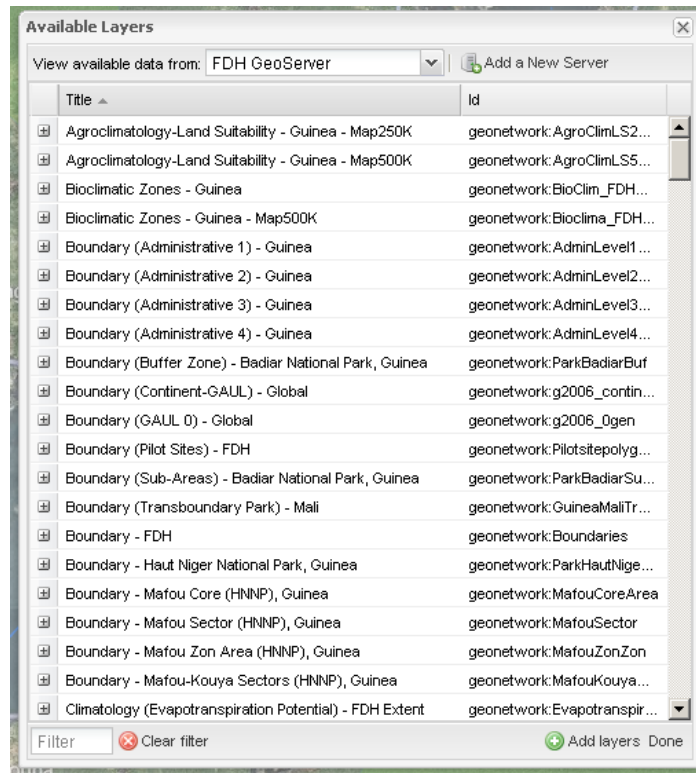 Available Layers
View available data from: FDH GeoServer Add a New Server
Title Id
Agroclimatology-Land Suitability - Guinea - Map250K geonetwork:AgroClimLS2...
Agroclimatology-Land Suitability - Guinea - Map500K geonetwork:AgroClimLS5...
Bioclimatic Zones - Guinea geonetwork:BioClim_FDH...
Bioclimatic Zones - Guinea - Map500K geonetwork:Bioclima_FDH...
Boundary (Administrative 1) - Guinea geonetwork:AdminLevel1...
Boundary (Administrative 2) - Guinea geonetwork:AdminLevel2...
Boundary (Administrative 3) - Guinea geonetwork:AdminLevel3...
Boundary (Administrative 4) - Guinea geonetwork:AdminLevel4...
Boundary (Buffer Zone) - Badiar National Park, Guinea geonetwork:ParkBadiarBuf
Boundary (Continent-GAUL) - Global geonetwork:g2006_contin...
Boundary (GAUL 0) - Global geonetwork:g2006_0gen
Boundary (Pilot Sites) - FDH geonetwork:Pilotsitepolyg...
Boundary (Sub-Areas) - Badiar National Park, Guinea geonetwork:ParkBadiarSu...
Boundary (Transboundary Park) - Mali geonetwork:GuineaMaliTr...
Boundary - FDH geonetwork:Boundaries
Boundary - Haut Niger National Park, Guinea geonetwork:ParkHautNige...
Boundary - Mafou Core (HNNP), Guinea geonetwork:MafouCoreArea
Boundary - Mafou Sector (HNNP), Guinea geonetwork:MafouSector
Boundary - Mafou Zon Area (HNNP), Guinea geonetwork:MafouZonZon
Boundary - Mafou-Kouya Sectors (HNNP), Guinea geonetwork:MafouKouya...
Climatology (Evapotranspiration Potential) - FDH Extent geonetwork:Evapotranspir...
Filter Clear filter Add layers Done